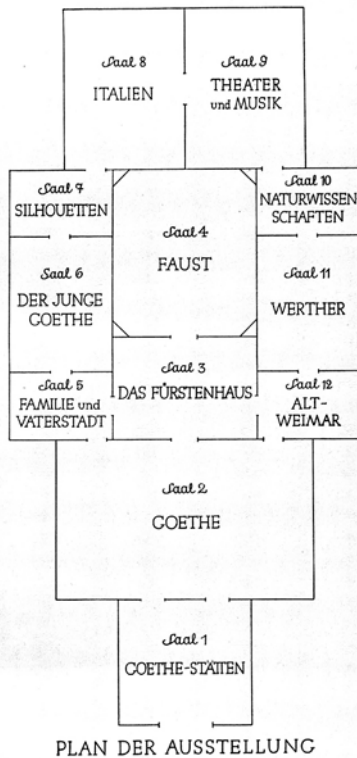 Saal 8
ITALIEN
Saal 9
THEATER
und MUSIK
Saal 7
SILHOUETTEN
Saal 4
FAUST
Saal 10
NATURWISSEN
SCHAFTEN
Saal 6
DER JUNGE
GOETHE
Saal 11
WERTHER
Saal 5
FAMILIE und
VATERSTADT
Saal 3
DAS FÜRSTENHAUS
Saal 12
ALT-
WEIMAR
Saal 2
GOETHE
Saal 1
GOETHE-STÄTTEN
PLAN DER AUSSTELLUNG